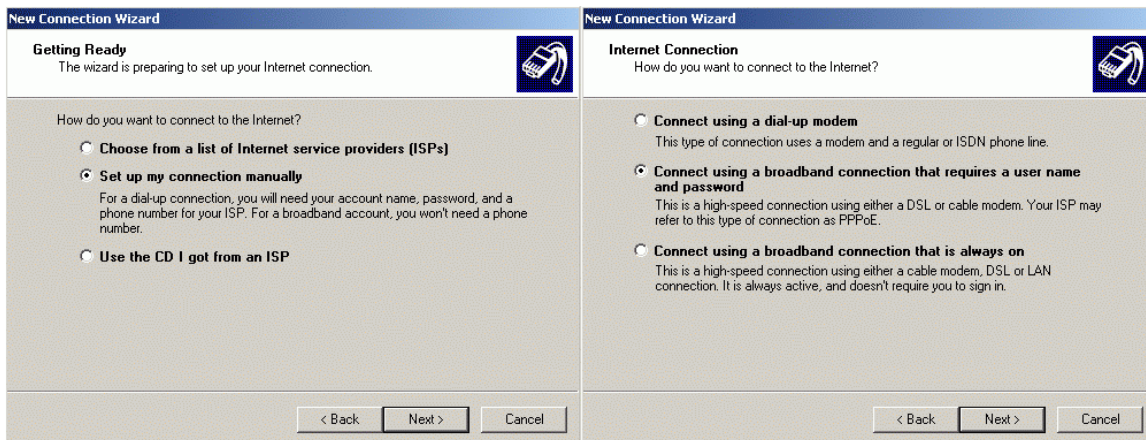 New Connection Wizard
Getting Ready
The wizard is preparing to set up your Internet connection.
How do you want to connect to the Internet?
Choose from a list of Internet service providers (ISPs)
Set up my connection manually
For a dial-up connection, you will need your account name, password, and a
phone number for your ISP. For a broadband account, you won't need a phone
number.
Use the CD I got from an ISP
< Back
Next >
Cancel
New Connection Wizard
Internet Connection
How do you want to connect to the Internet?
Connect using a dial-up modem
This type of connection uses a modem and a regular or ISDN phone line.
Connect using a broadband connection that requires a user name
and password
This is a high-speed connection using either a DSL or cable modem. Your ISP may
refer to this type of connection as PPPoE.
Connect using a broadband connection that is always on
This is a high-speed connection using either a cable modem, DSL or LAN
connection. It is always active, and doesn't require you to sign in.
< Back
Next >
Cancel